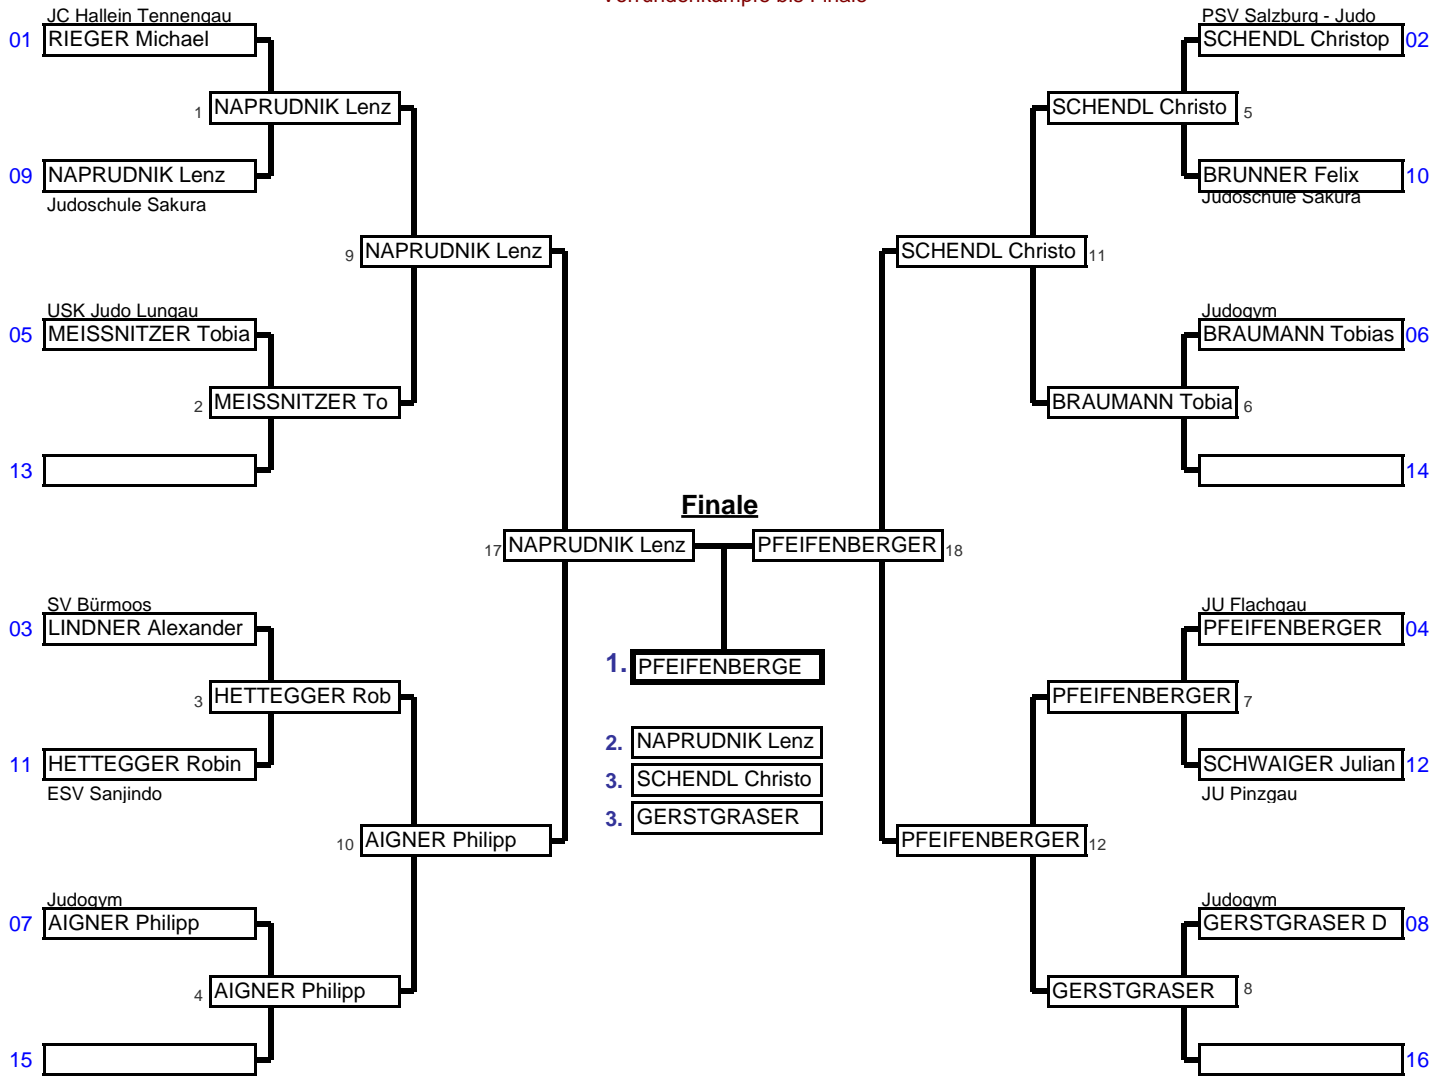 Vorrundenkämpfe bis Finale
JC Hallein Tennengau
01 RIEGER Michael
1 NAPRUDNIK Lenz
09 NAPRUDNIK Lenz
Judoschule Sakura
9 NAPRUDNIK Lenz
USK Judo Lungau
05 MEISSNITZER Tobia
2 MEISSNITZER To
13
17 NAPRUDNIK Lenz
SV Bürmoos
03 LINDNER Alexander
3 HETTEGGER Rob
11 HETTEGGER Robin
ESV Sanjindo
10 AIGNER Philipp
Judogym
07 AIGNER Philipp
4 AIGNER Philipp
15
Finale
1. PFEIFENBERGE
2. NAPRUDNIK Lenz
3. SCHENDL Christo
3. GERSTGRASER
PSV Salzburg - Judo
SCHENDL Christop 02
SCHENDL Christo 5
BRUNNER Felix 10
Judoschule Sakura
SCHENDL Christo 11
Judogym
BRAUMANN Tobias 06
BRAUMANN Tobia 6
14
PFEIFENBERGER 18
JU Flachgau
PFEIFENBERGER 04
PFEIFENBERGER 7
SCHWAIGER Julian 12
JU Pinzgau
PFEIFENBERGER 12
Judogym
GERSTGRASER D 08
GERSTGRASER 8
16